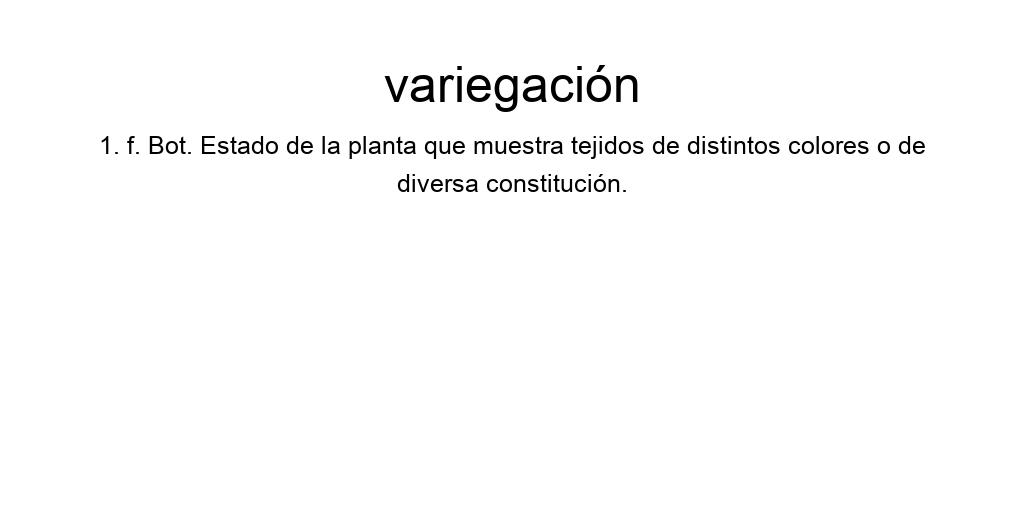 variegación
1. f. Bot. Estado de la planta que muestra tejidos de distintos colores o de
diversa constitución.